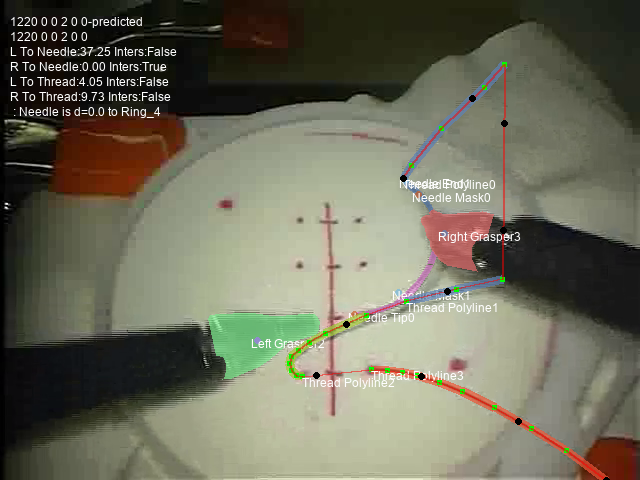 1220 0 0 2 0 0-predicted
1220 0 0 2 0 0
L To Needle:37.25 Inters:False
R To Needle:0.00 Inters:True
L To Thread:4.05 Inters:False
R To Thread:9.73 Inters:False
: Needle is d=0.0 to Ring_4
Thread Polyline0
Needle Mask0
Right Grasper3
Needle Mask1
Thread Polyline1
Needle Tip0
Left Grasper2
Thread Polyline3
Thread Polyline2